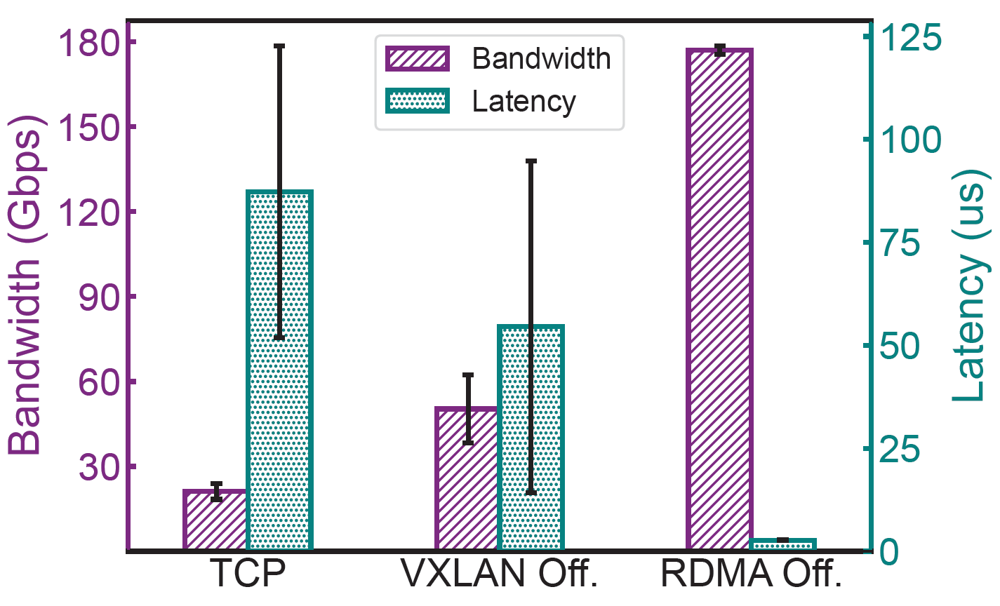 Bandwidth (Gbps)
180
150
120
90
60
30
Bandwidth
Latency
125
100
75
50
25
0
Latency (us)
TCP
VXLAN Off.
RDMA Off.